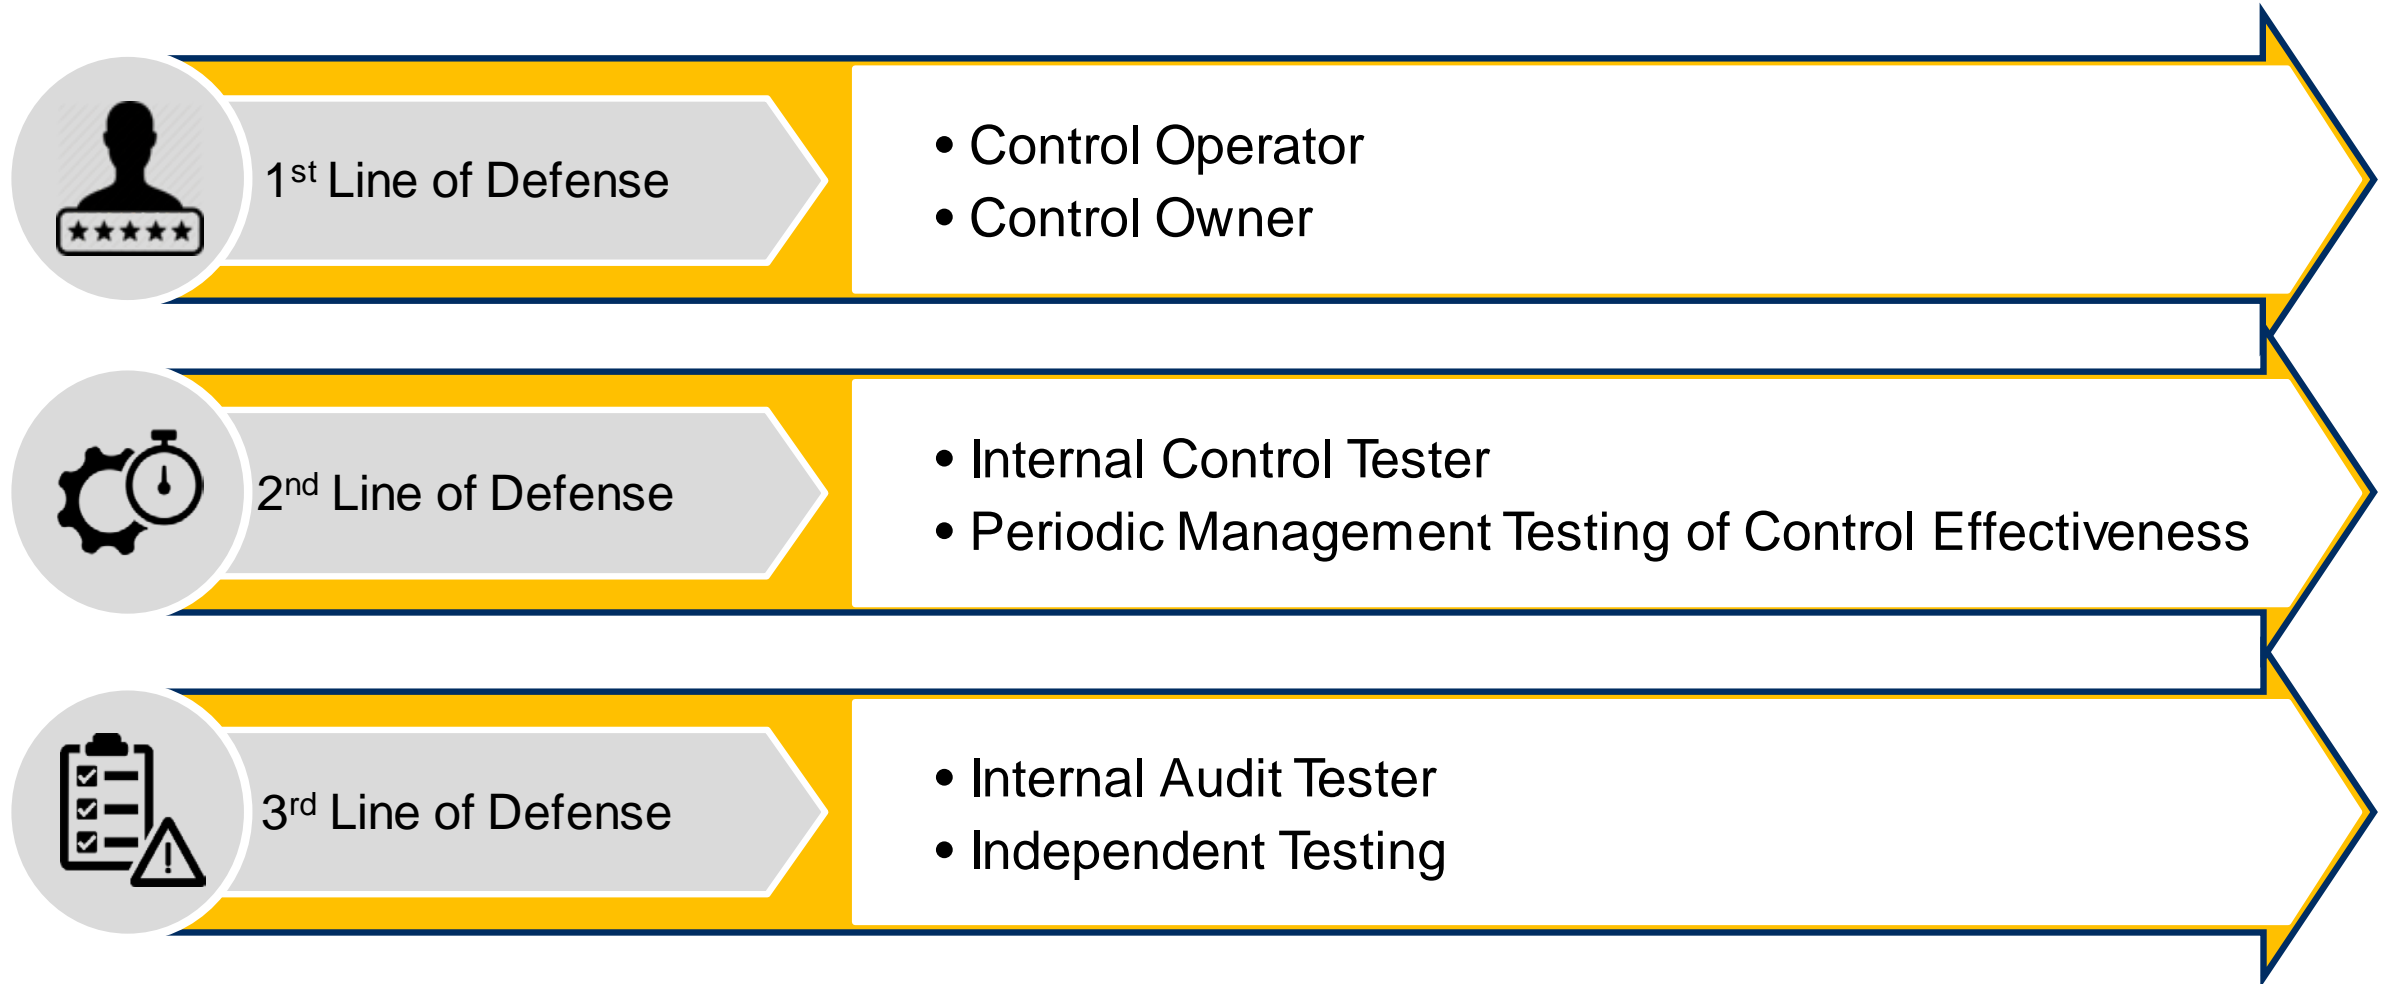 1st Line of Defense
• Control Operator
• Control Owner
2nd Line of Defense
• Internal Control Tester
• Periodic Management Testing of Control Effectiveness
3rd Line of Defense
• Internal Audit Tester
• Independent Testing